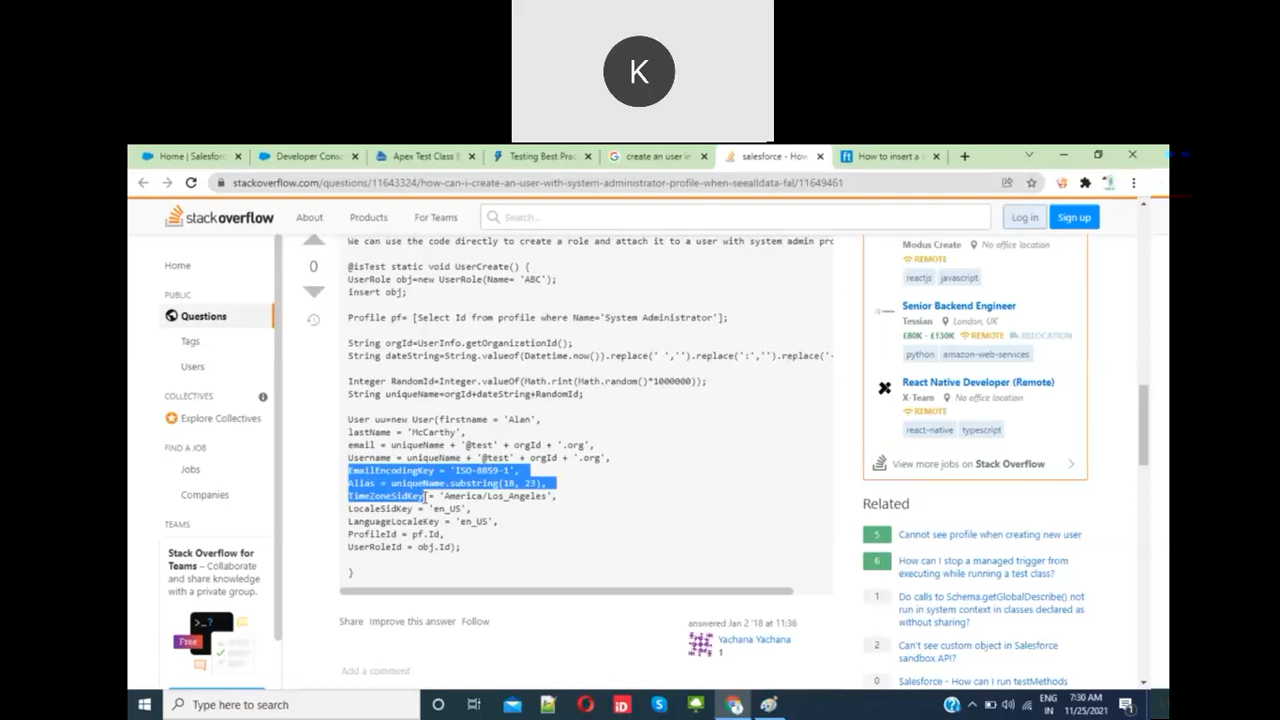 K
Home | Salesfor
Developer Conso
Apex Test Class
Testing Best Pra
create an user in
salesforce - How
How to insert a u
stackoverflow.com/questions/11643324/how-can-i-create-an-user-with-system-administrator-profile-when-seealldata-fal/11649461
stack overflow
About
Products
For Teams
Search...
Log in
Sign up
Home
PUBLIC
Questions
Tags
Users
COLLECTIVES
Explore Collectives
FIND A JOB
Jobs
Companies
TEAMS
Stack Overflow for
Teams – Collaborate
and share knowledge
with a private group.
>_?
Free
0
We can use the code directly to create a role and attach it to a user with system admin pro
@isTest static void UserCreate() {
UserRole obj=new UserRole(Name= 'ABC');
insert obj;
Profile pf= [Select Id from profile where Name='System Administrator'];
String orgId=UserInfo.getOrganizationId();
String dateString=String.valueof(Datetime.now()).replace(' ','').replace(':','').replace('-
Integer RandomId=Integer.valueOf(Math.rint(Math.random()*1000000));
String uniqueName=orgId+dateString+RandomId;
User uu=new User(firstname = 'Alan',
lastName = 'McCarthy',
email = uniqueName + '@test' + orgId + '.org',
Username = uniqueName + '@test' + orgId + '.org',
EmailEncodingKey = 'ISO-8859-1',
Alias = uniqueName.substring(18, 23),
TimeZoneSidKey = 'America/Los_Angeles',
LocaleSidKey = 'en_US',
LanguageLocaleKey = 'en_US',
ProfileId = pf.Id,
UserRoleId = obj.Id);
}
Share Improve this answer Follow
answered Jan 2 '18 at 11:36
Yachana Yachana
1
Add a comment
Modus Create No office location
REMOTE
reactjs javascript
Senior Backend Engineer
Tessian London, UK
£80K - £130K REMOTE RELOCATION
python amazon-web-services
React Native Developer (Remote)
X-Team No office location
REMOTE
react-native typescript
View more jobs on Stack Overflow
Related
5 Cannot see profile when creating new user
6 How can I stop a managed trigger from
executing while running a test class?
1 Do calls to Schema.getGlobalDescribe() not
run in system context in classes declared as
without sharing?
2 Can't see custom object in Salesforce
sandbox API?
0 Salesforce - How can I run testMethods
Type here to search
ENG
IN
7:30 AM
11/25/2021